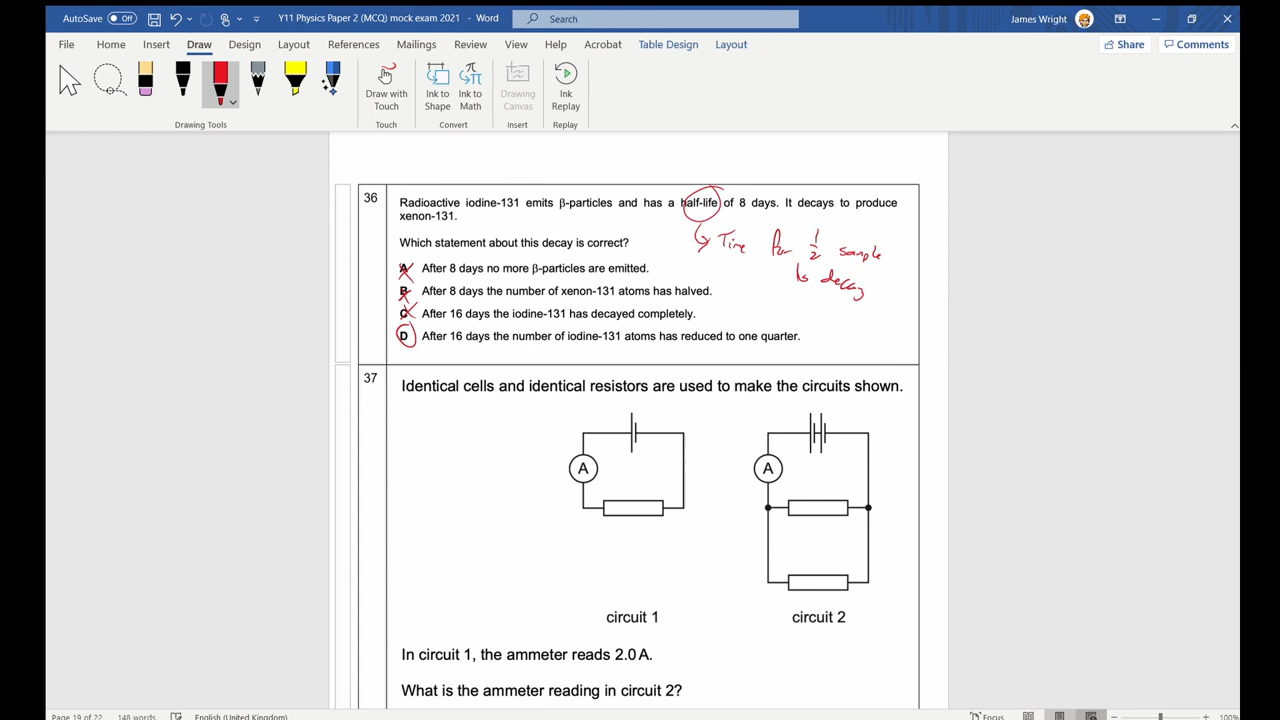 AutoSave Off Y11 Physics Paper 2 (MCQ) mock exam 2021 - Word Search James Wright
File Home Insert Draw Design Layout References Mailings Review View Help Acrobat Table Design Layout Share Comments
Draw with Touch Ink to Shape Ink to Math Drawing Canvas Ink Replay
Drawing Tools Touch Convert Insert Replay
36 Radioactive iodine-131 emits β-particles and has a half-life of 8 days. It decays to produce
xenon-131.
Time for 1/2 sample
to decay
Which statement about this decay is correct?
A After 8 days no more β-particles are emitted.
B After 8 days the number of xenon-131 atoms has halved.
C After 16 days the iodine-131 has decayed completely.
D After 16 days the number of iodine-131 atoms has reduced to one quarter.
37 Identical cells and identical resistors are used to make the circuits shown.
A A
circuit 1 circuit 2
In circuit 1, the ammeter reads 2.0 A.
What is the ammeter reading in circuit 2?
Page 19 of 22 148 words English (United Kingdom) Focus 100%